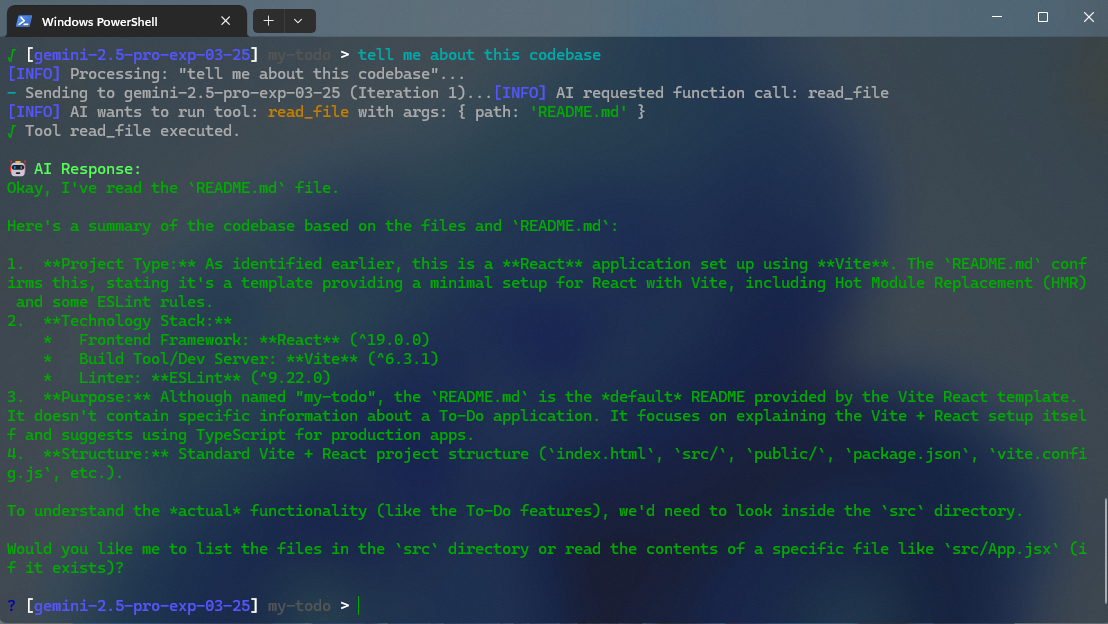 Windows PowerShell
√ [gemini-2.5-pro-exp-03-25] my-todo > tell me about this codebase
[INFO] Processing: "tell me about this codebase"...
– Sending to gemini-2.5-pro-exp-03-25 (Iteration 1)...[INFO] AI requested function call: read_file
[INFO] AI wants to run tool: read_file with args: { path: 'README.md' }
√ Tool read_file executed.
🤖 AI Response:
Okay, I've read the `README.md` file.
Here's a summary of the codebase based on the files and `README.md`:
1.  **Project Type:** As identified earlier, this is a **React** application set up using **Vite**. The `README.md` conf
irms this, stating it's a template providing a minimal setup for React with Vite, including Hot Module Replacement (HMR)
 and some ESLint rules.
2.  **Technology Stack:**
    *   Frontend Framework: **React** (^19.0.0)
    *   Build Tool/Dev Server: **Vite** (^6.3.1)
    *   Linter: **ESLint** (^9.22.0)
3.  **Purpose:** Although named "my-todo", the `README.md` is the *default* README provided by the Vite React template.
It doesn't contain specific information about a To-Do application. It focuses on explaining the Vite + React setup itsel
f and suggests using TypeScript for production apps.
4.  **Structure:** Standard Vite + React project structure (`index.html`, `src/`, `public/`, `package.json`, `vite.confi
g.js`, etc.).
To understand the *actual* functionality (like the To-Do features), we'd need to look inside the `src` directory.
Would you like me to list the files in the `src` directory or read the contents of a specific file like `src/App.jsx` (i
f it exists)?
? [gemini-2.5-pro-exp-03-25] my-todo >